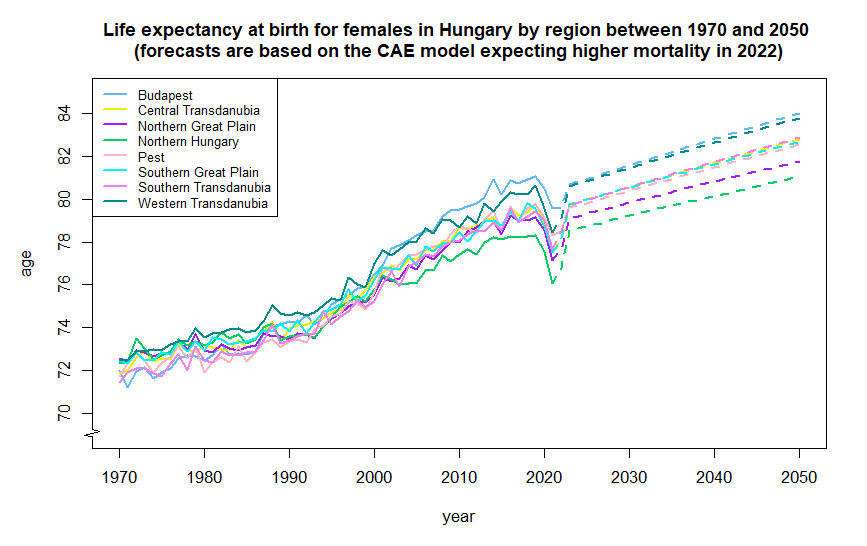 Life expectancy at birth for females in Hungary by region between 1970 and 2050
(forecasts are based on the CAE model expecting higher mortality in 2022)
Budapest
Central Transdanubia
Northern Great Plain
Northern Hungary
Pest
Southern Great Plain
Southern Transdanubia
Western Transdanubia
84
82
80
78
76
74
72
70
age
1970 1980 1990 2000 2010 2020 2030 2040 2050
year